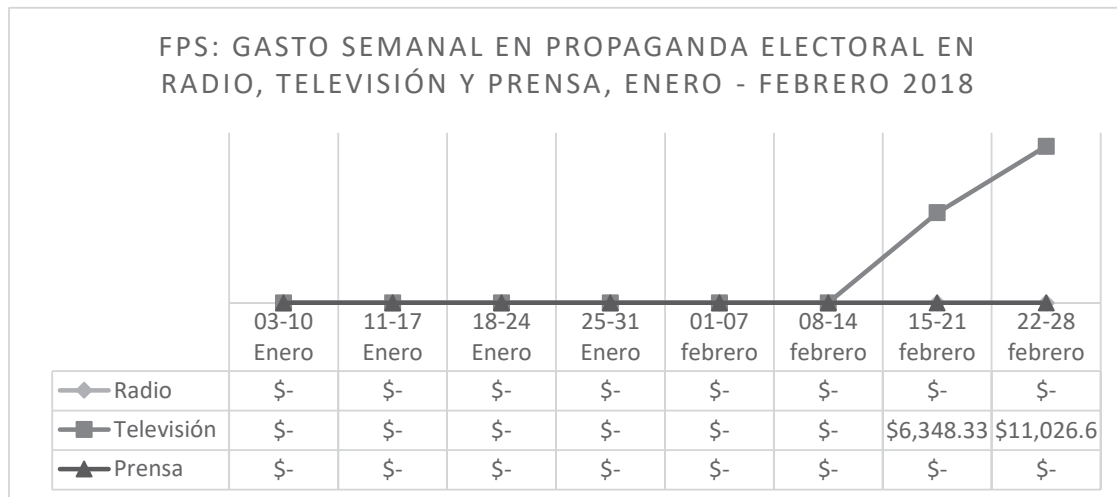 FPS: GASTO SEMANAL EN PROPAGANDA ELECTORAL EN
RADIO, TELEVISIÓN Y PRENSA, ENERO - FEBRERO 2018
03-10 11-17 18-24 25-31 01-07 08-14 15-21 22-28
Enero Enero Enero Enero febrero febrero febrero febrero
Radio $- $- $- $- $- $- $- $-
Televisión $- $- $- $- $- $- $6,348.33 $11,026.6
Prensa $- $- $- $- $- $- $- $-